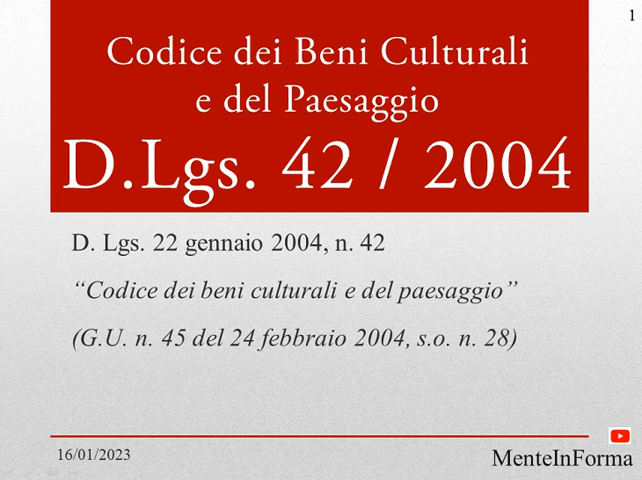 1
Codice dei Beni Culturali
e del Paesaggio
D.Lgs. 42 / 2004
D. Lgs. 22 gennaio 2004, n. 42
“Codice dei beni culturali e del paesaggio”
(G.U. n. 45 del 24 febbraio 2004, s.o. n. 28)
16/01/2023
MenteInForma